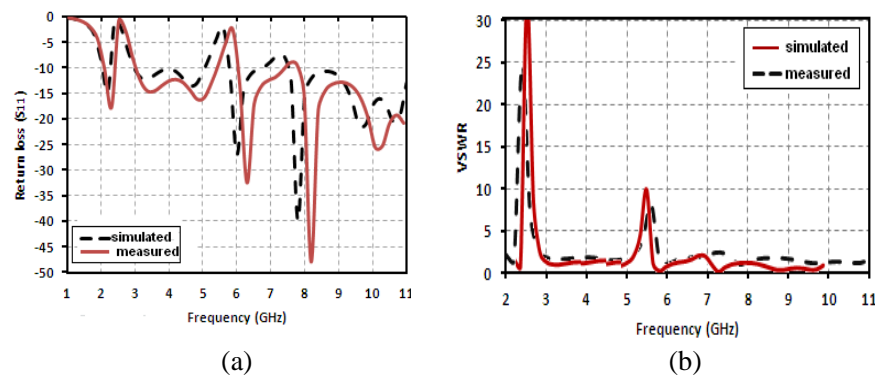 Return loss (S11)
0
-5
-10
-15
-20
-25
-30
-35
-40
-45
-50
simulated
measured
1 2 3 4 5 6 7 8 9 10 11
Frequency (GHz)
(a)
VSWR
30
25
20
15
10
5
0
simulated
measured
2 3 4 5 6 7 8 9 10 11
Frequency (GHz)
(b)